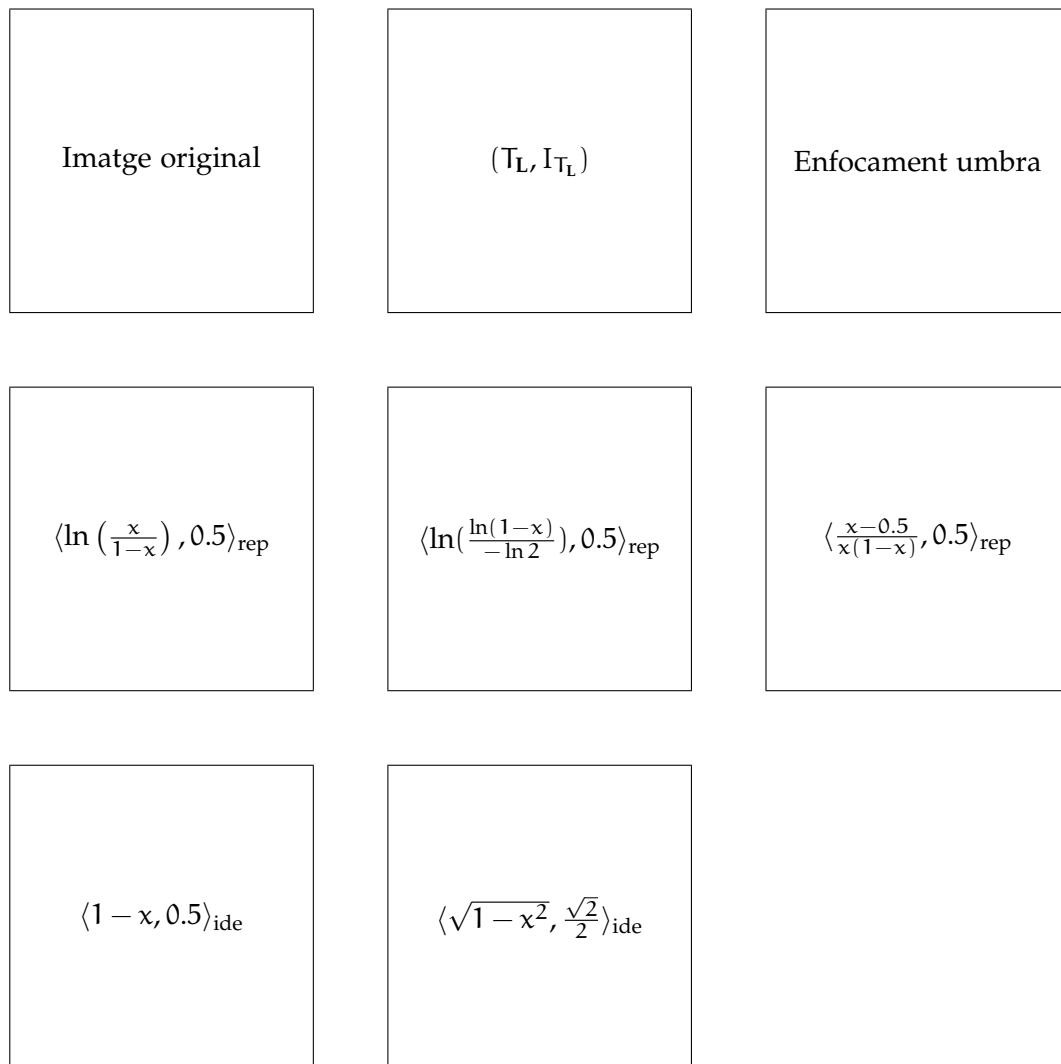 Imatge original
(T_L, I_{T_L})
Enfocament umbra
⟨ln(x/(1−x)), 0.5⟩_rep
⟨ln(ln(1−x)/(−ln 2)), 0.5⟩_rep
⟨(x−0.5)/(x(1−x)), 0.5⟩_rep
⟨1 − x, 0.5⟩_ide
⟨√(1 − x²), √2/2⟩_ide